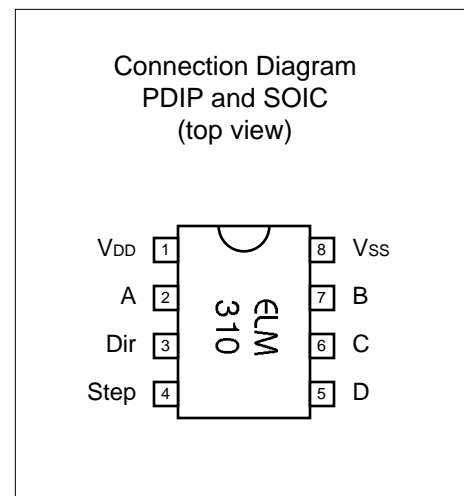 Connection Diagram
PDIP and SOIC
(top view)
VDD 1 8 VSS
A 2 7 B
Dir 3 6 C
Step 4 5 D
ELM
310